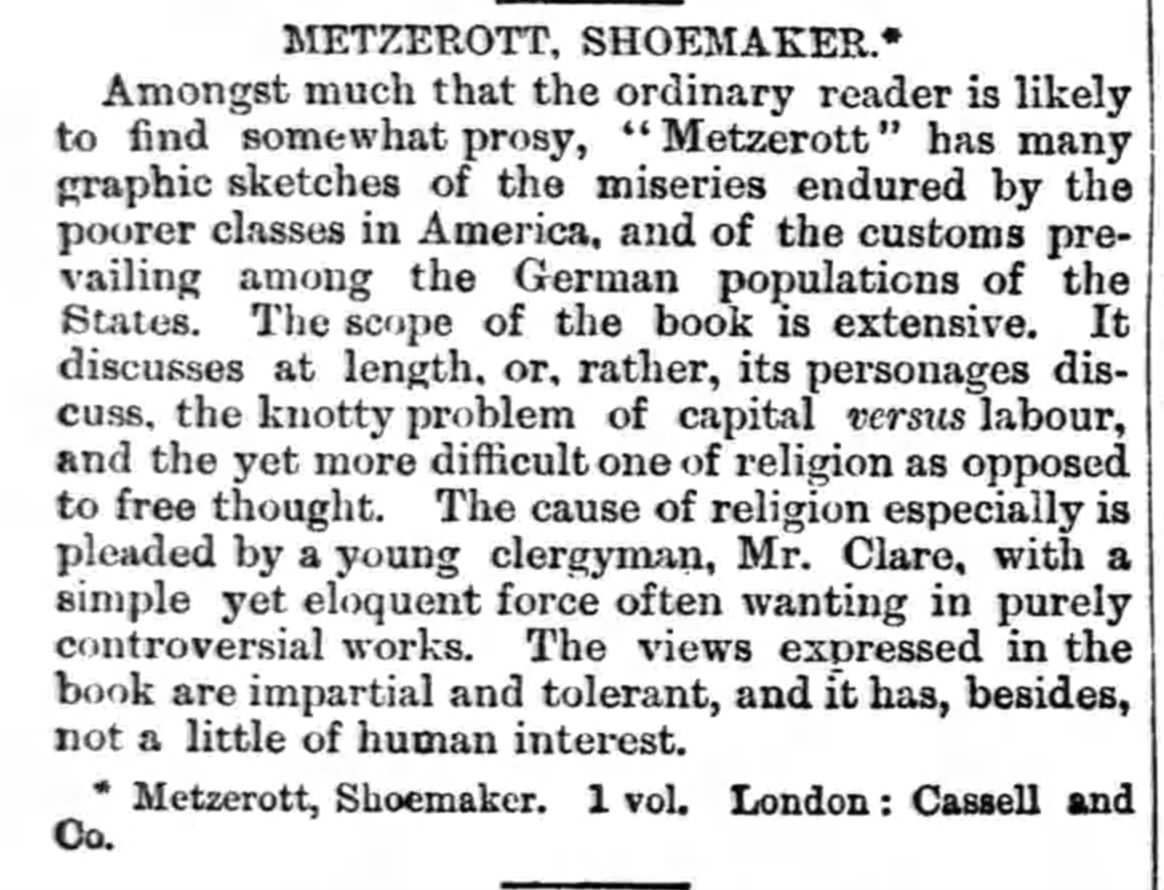 METZEROTT, SHOEMAKER.*
Amongst much that the ordinary reader is likely
to find somewhat prosy, "Metzerott" has many
graphic sketches of the miseries endured by the
poorer classes in America, and of the customs pre-
vailing among the German populations of the
States. The scope of the book is extensive. It
discusses at length, or, rather, its personages dis-
cuss, the knotty problem of capital versus labour,
and the yet more difficult one of religion as opposed
to free thought. The cause of religion especially is
pleaded by a young clergyman, Mr. Clare, with a
simple yet eloquent force often wanting in purely
controversial works. The views expressed in the
book are impartial and tolerant, and it has, besides,
not a little of human interest.
* Metzerott, Shoemaker. 1 vol. London: Cassell and
Co.